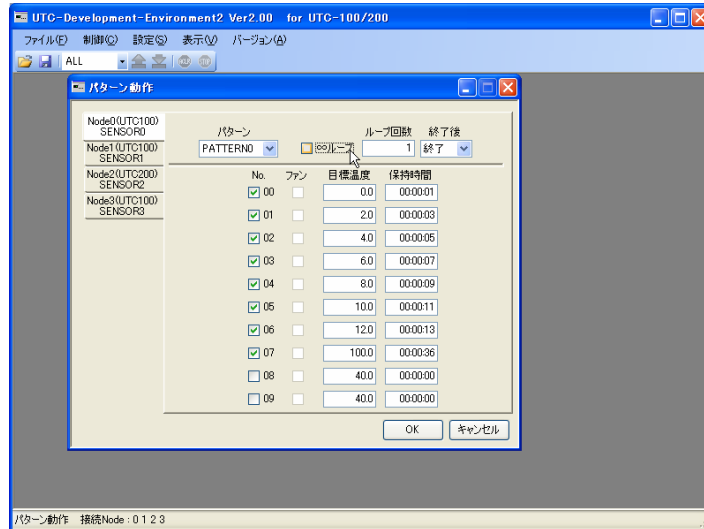 UTC-Development-Environment2 Ver2.00 for UTC-100/200
ファイル(F) 制御(C) 設定(S) 表示(V) バージョン(A)
ALL
パターン動作
Node0(UTC100)
SENSOR0
Node1(UTC100)
SENSOR1
Node2(UTC200)
SENSOR2
Node3(UTC100)
SENSOR3
パターン ループ回数 終了後
PATTERN0 ∞ループ 1 終了
No. ファン 目標温度 保持時間
00 0.0 00:00:01
01 2.0 00:00:03
02 4.0 00:00:05
03 6.0 00:00:07
04 8.0 00:00:09
05 10.0 00:00:11
06 12.0 00:00:13
07 100.0 00:00:36
08 40.0 00:00:00
09 40.0 00:00:00
OK キャンセル
パターン動作 接続Node : 0 1 2 3